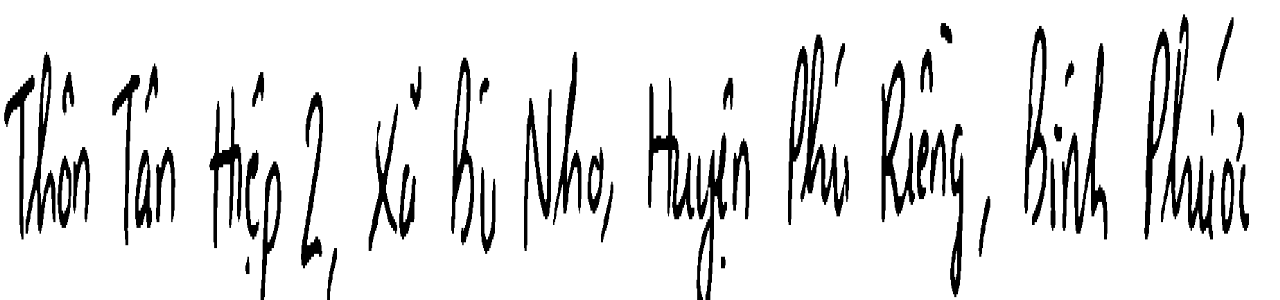 Thôn Tân Hiệp 2, Xã Bù Nho, Huyện Phú Riềng, Bình Phước